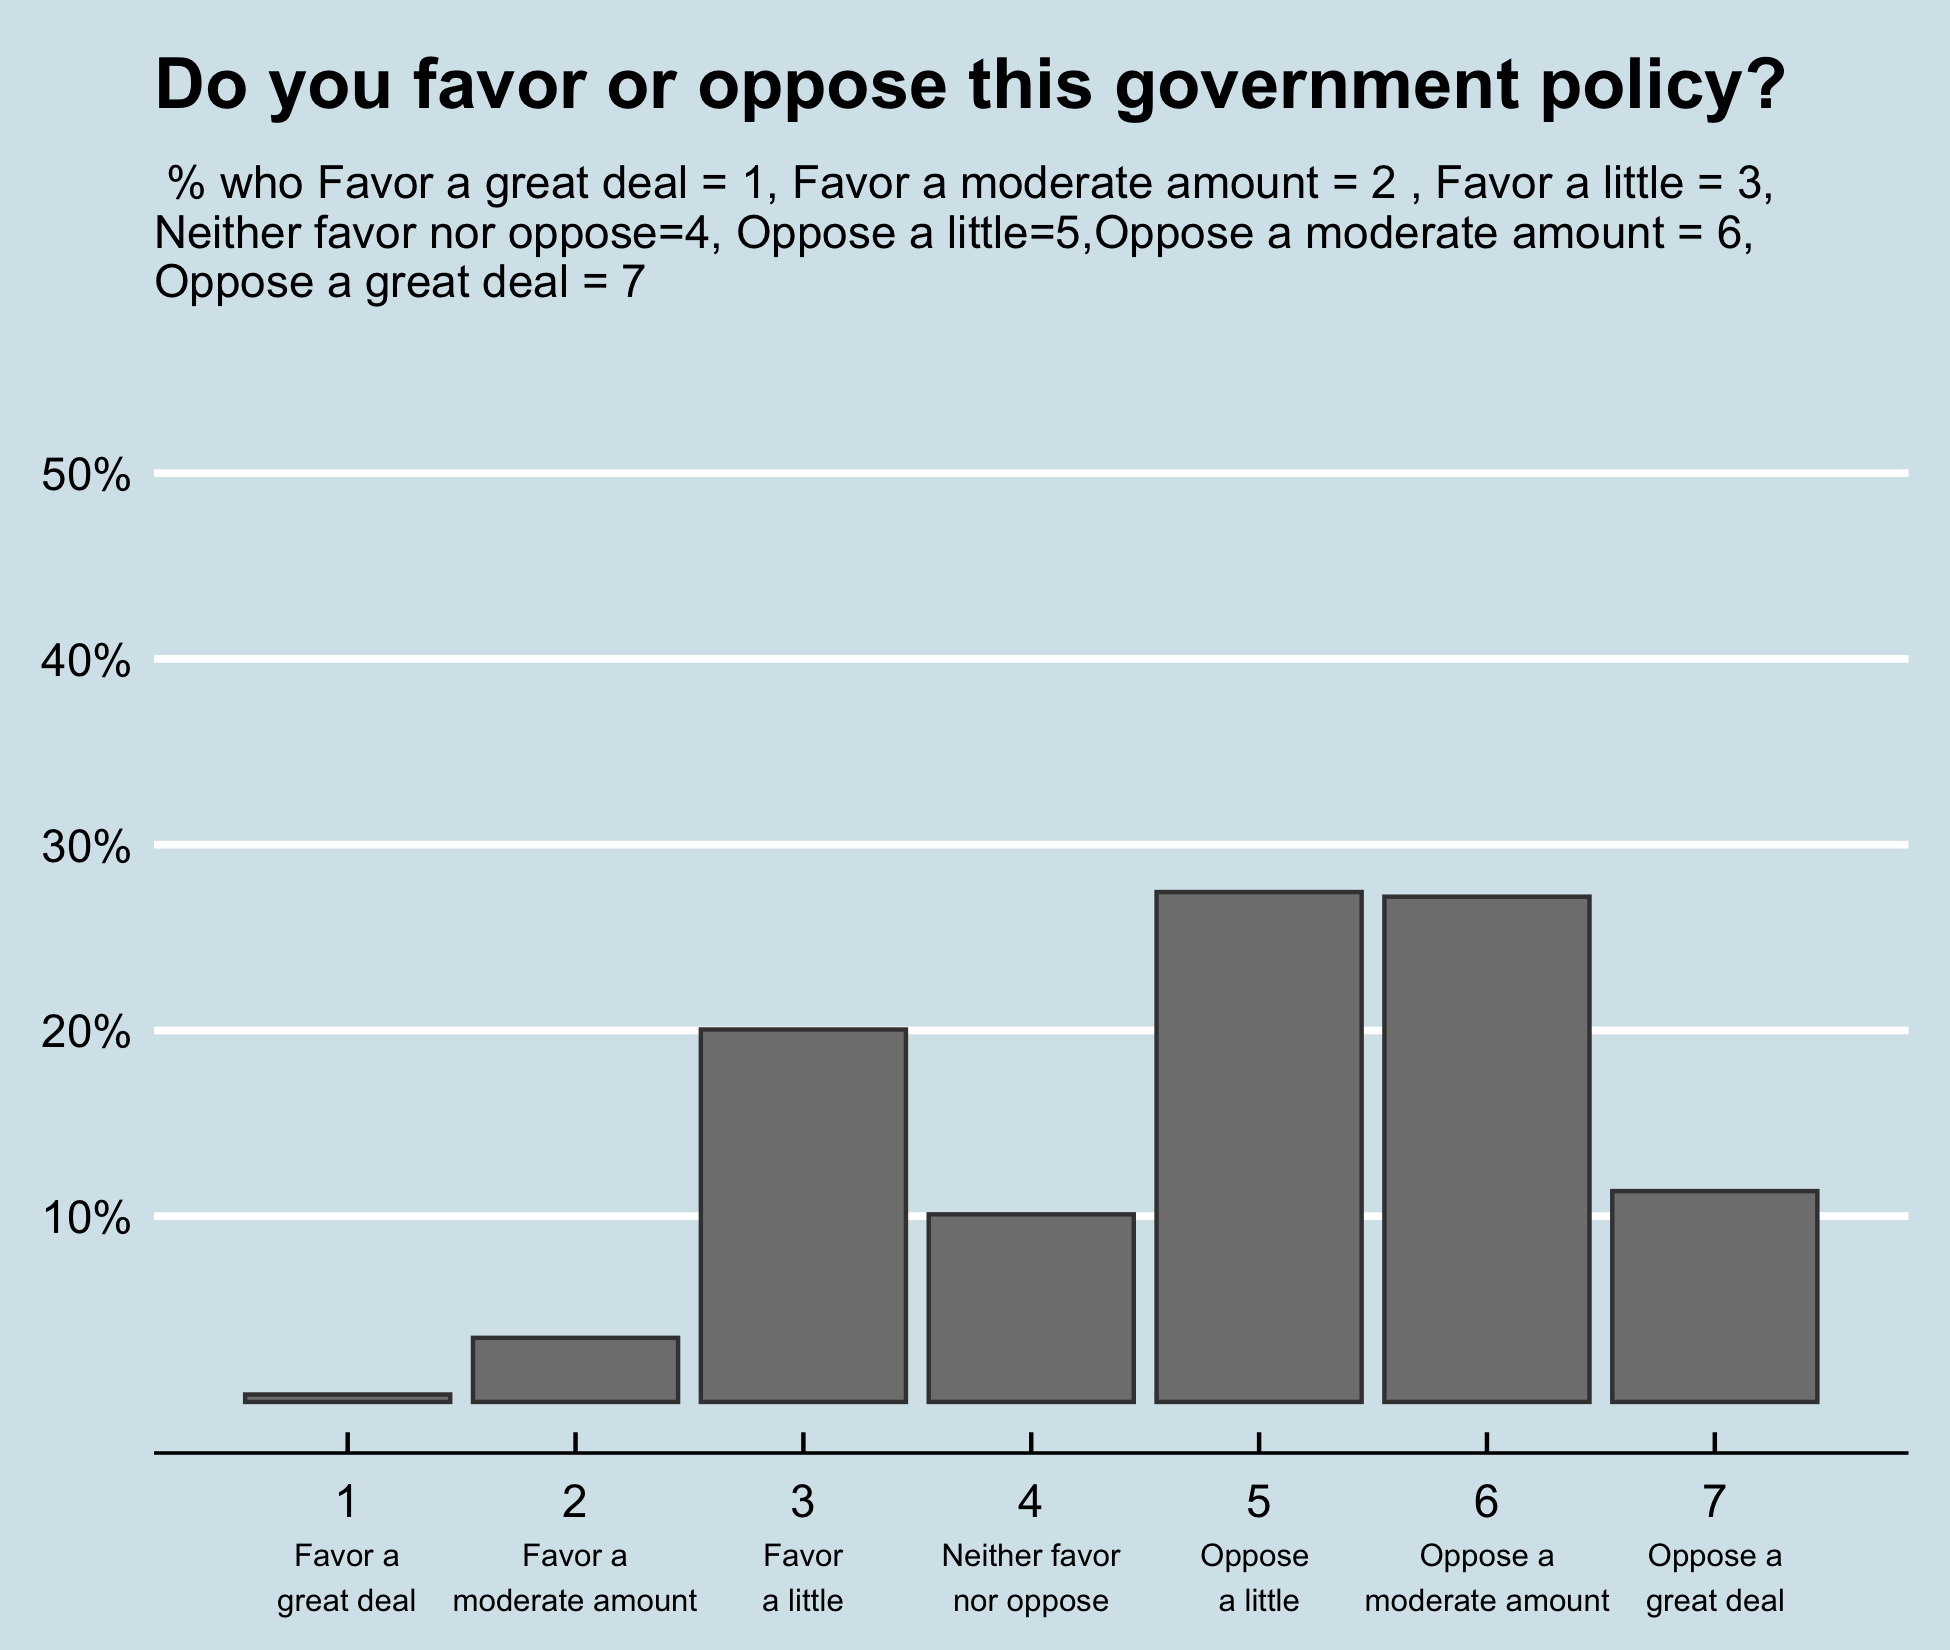 Do you favor or oppose this government policy?
% who Favor a great deal = 1, Favor a moderate amount = 2 , Favor a little = 3,
Neither favor nor oppose=4, Oppose a little=5,Oppose a moderate amount = 6,
Oppose a great deal = 7
50%
40%
30%
20%
10%
1 2 3 4 5 6 7
Favor a Favor a Favor Neither favor Oppose Oppose a Oppose a
great deal moderate amount a little nor oppose a little moderate amount great deal